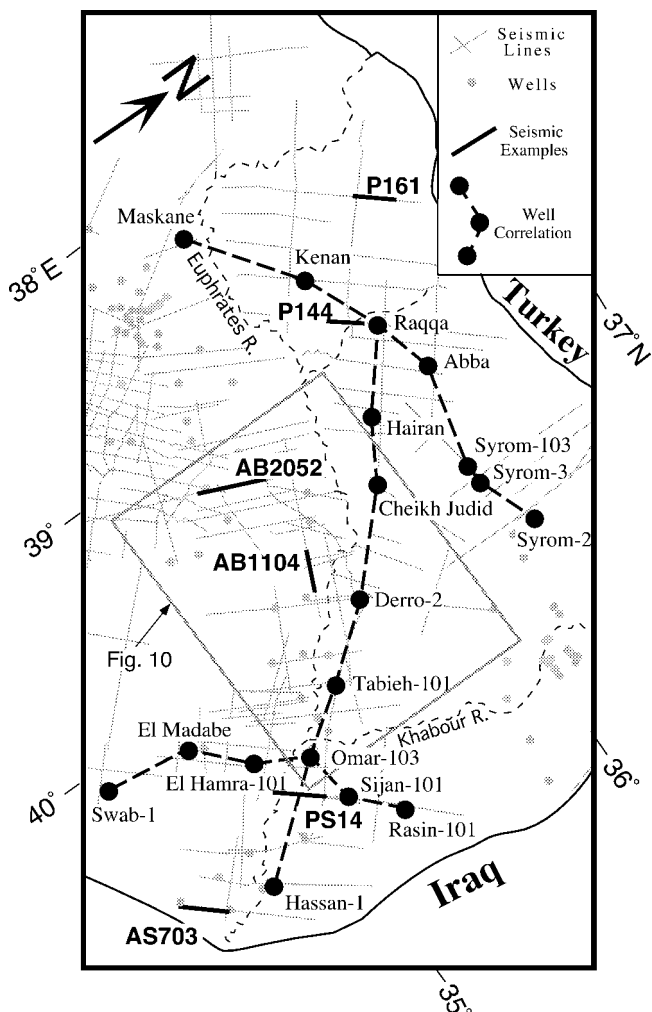 N
Seismic
Lines
Wells
Seismic
Examples
Well
Correlation
P161
Maskane
Kenan
38° E
Euphrates R.
P144
Raqqa
Turkey
37°N
Abba
Hairan
Syrom-103
AB2052
Syrom-3
Cheikh Judid
39°
Syrom-2
AB1104
Derro-2
Fig. 10
Tabieh-101
Khabour R.
El Madabe
Omar-103
36°
El Hamra-101
Sijan-101
40°
Swab-1
PS14
Rasin-101
Iraq
Hassan-1
AS703
35°